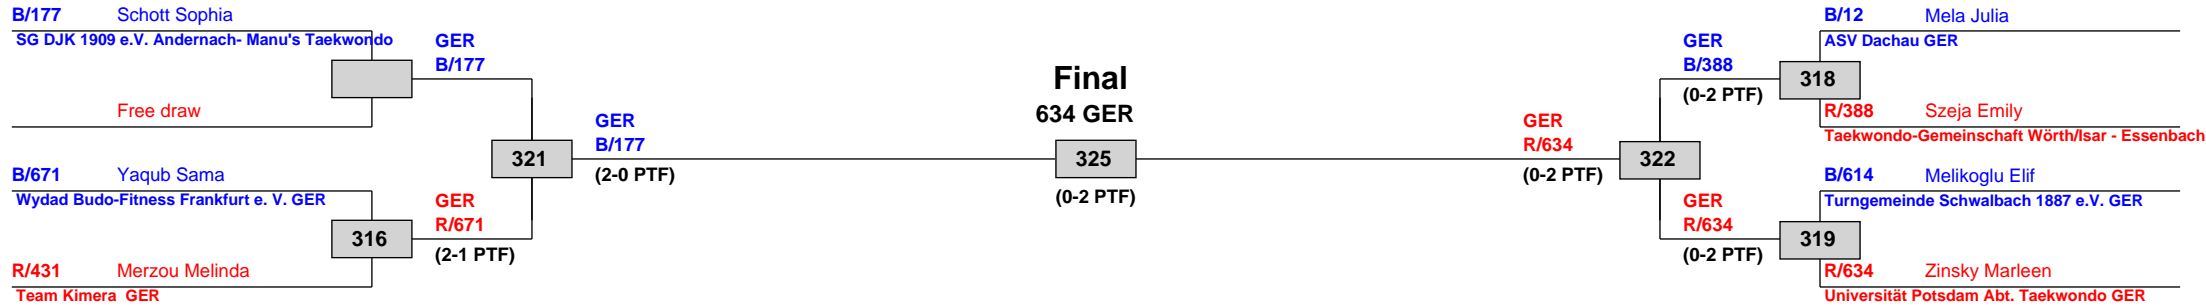 B/177 Schott Sophia
SG DJK 1909 e.V. Andernach- Manu's Taekwondo
GER
B/177
Free draw
B/671 Yaqub Sama
Wydad Budo-Fitness Frankfurt e. V. GER
316
GER
R/671
(2-1 PTF)
R/431 Merzou Melinda
Team Kimera GER
321
GER
B/177
(2-0 PTF)
Final
634 GER
325
(0-2 PTF)
GER
R/634
(0-2 PTF)
322
GER
B/388
(0-2 PTF)
318
B/12 Mela Julia
ASV Dachau GER
R/388 Szeja Emily
Taekwondo-Gemeinschaft Wörth/Isar - Essenbach
GER
R/634
(0-2 PTF)
319
B/614 Melikoglu Elif
Turngemeinde Schwalbach 1887 e.V. GER
R/634 Zinsky Marleen
Universität Potsdam Abt. Taekwondo GER